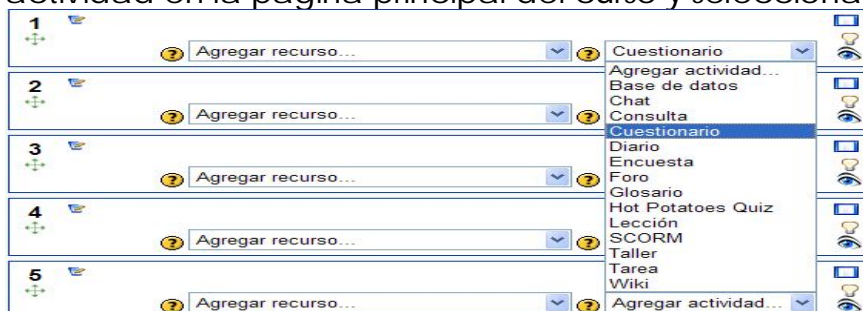 actividad en la página principal del curso y selecciona
1
Agregar recurso... Cuestionario
Agregar actividad...
2 Base de datos
Chat
Agregar recurso... Consulta
Cuestionario
3 Diario
Encuesta
Agregar recurso... Foro
Glosario
4 Hot Potatoes Quiz
Lección
Agregar recurso... SCORM
Taller
5 Tarea
Wiki
Agregar recurso... Agregar actividad...